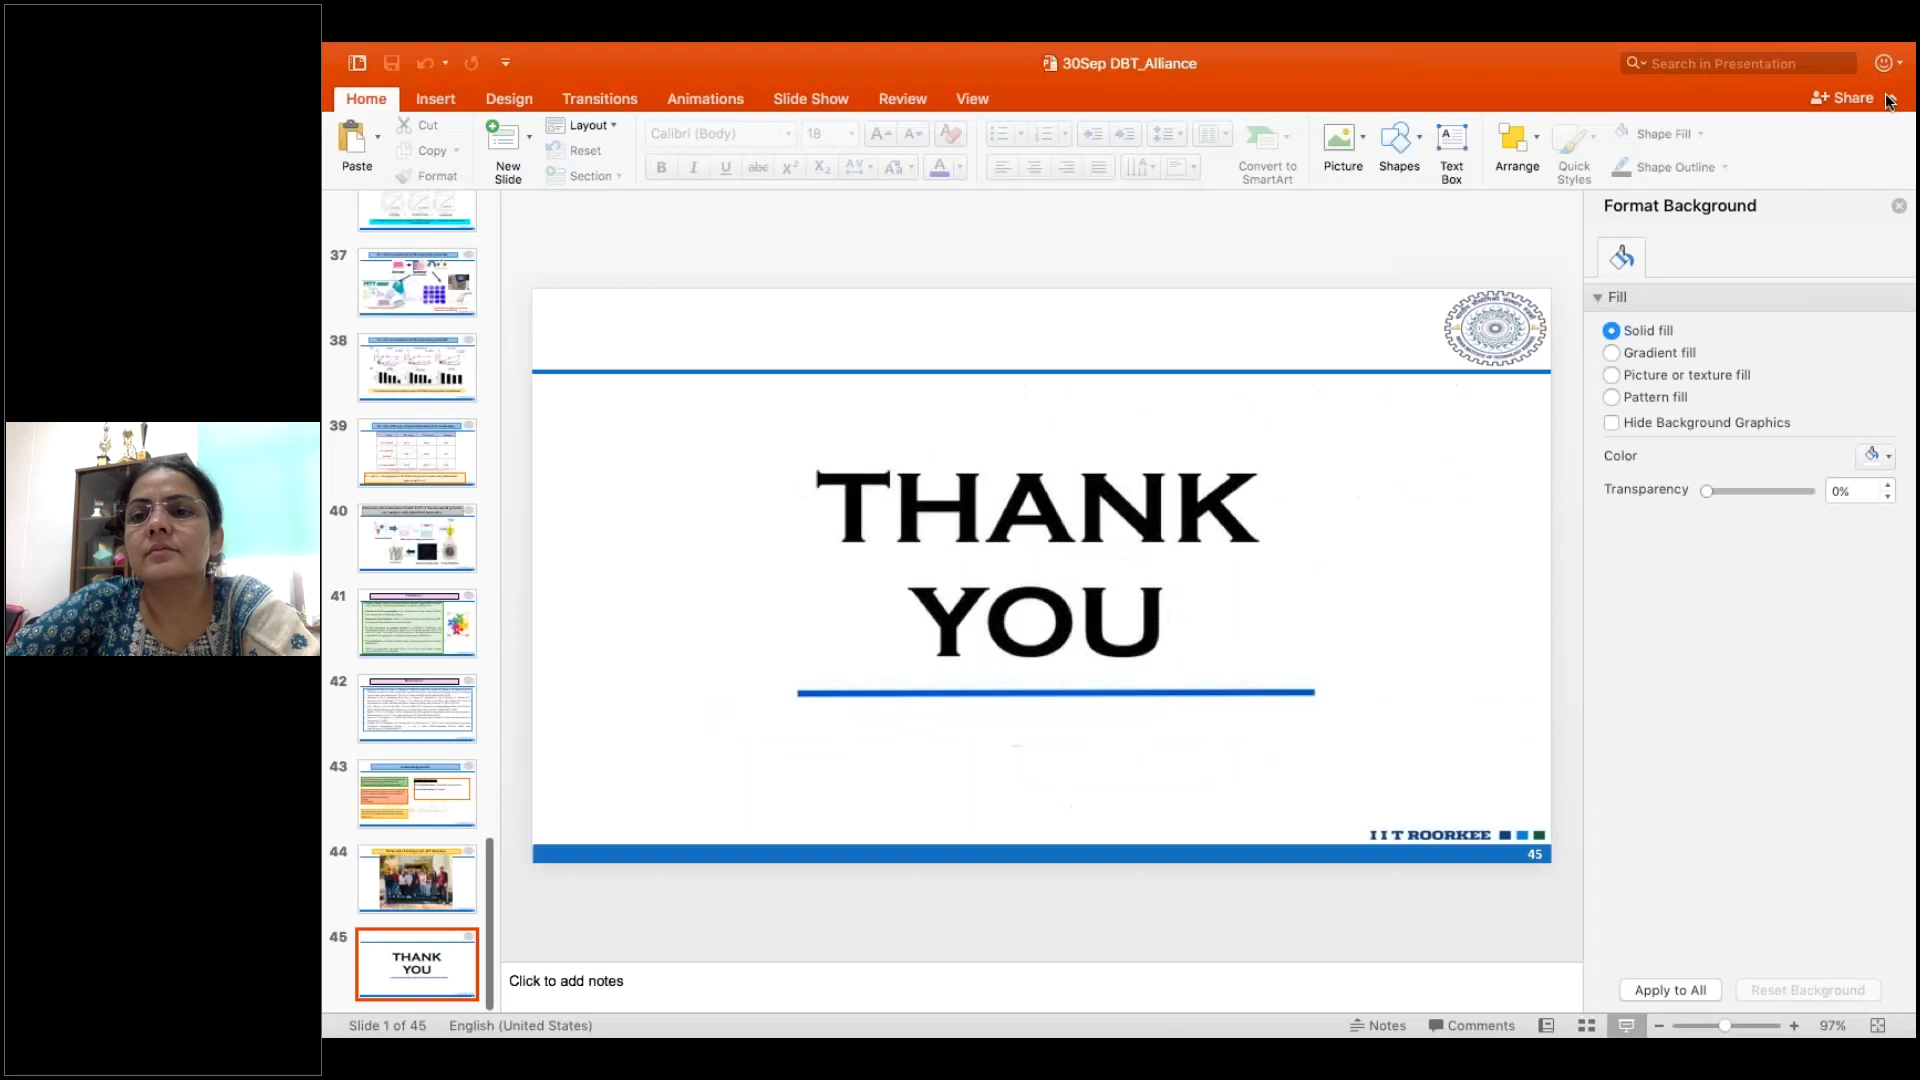 30Sep DBT_Alliance
Search in Presentation
Home Insert Design Transitions Animations Slide Show Review View
Share
Paste
Cut
Copy
Format
New Slide
Layout
Reset
Section
Calibri (Body) 18
Convert to SmartArt
Picture
Shapes
Text Box
Arrange
Quick Styles
Shape Fill
Shape Outline
37
38
39
40
41
42
43
44
45
THANK
YOU
THANK
YOU
I I T ROORKEE
45
Click to add notes
Format Background
Fill
Solid fill
Gradient fill
Picture or texture fill
Pattern fill
Hide Background Graphics
Color
Transparency 0%
Apply to All
Reset Background
Slide 1 of 45 English (United States)
Notes Comments 97%